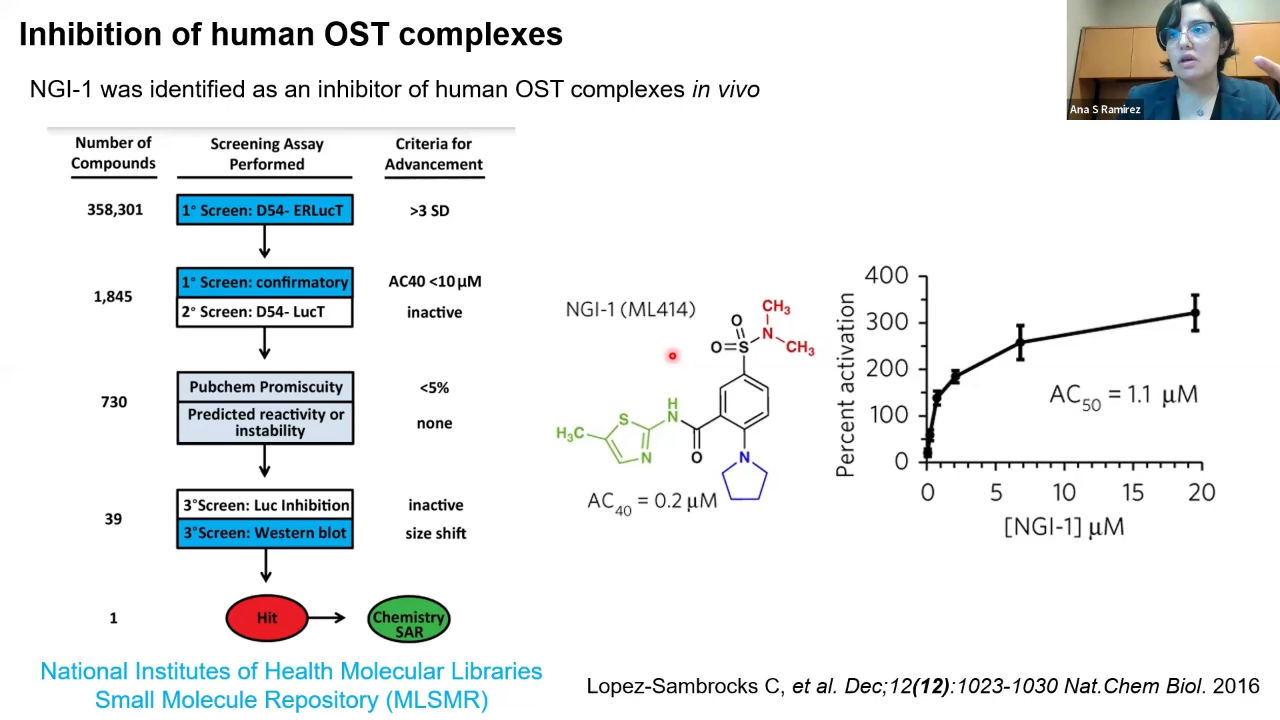 Inhibition of human OST complexes
NGI-1 was identified as an inhibitor of human OST complexes in vivo
Ana S Ramirez
Number of
Compounds
Screening Assay
Performed
Criteria for
Advancement
358,301
1° Screen: D54- ERLucT
>3 SD
1,845
1° Screen: confirmatory
AC40 <10 µM
2° Screen: D54- LucT
inactive
730
Pubchem Promiscuity
<5%
Predicted reactivity or
instability
none
39
3°Screen: Luc Inhibition
inactive
3°Screen: Western blot
size shift
1
Hit
Chemistry
SAR
National Institutes of Health Molecular Libraries
Small Molecule Repository (MLSMR)
NGI-1 (ML414)
CH3
O
O=S
N
CH3
H
N
S
H3C
N
O
N
AC40 = 0.2 µM
Percent activation
400
300
200
100
0
AC50 = 1.1 µM
0 5 10 15 20
[NGI-1] µM
Lopez-Sambrocks C, et al. Dec;12(12):1023-1030 Nat.Chem Biol. 2016